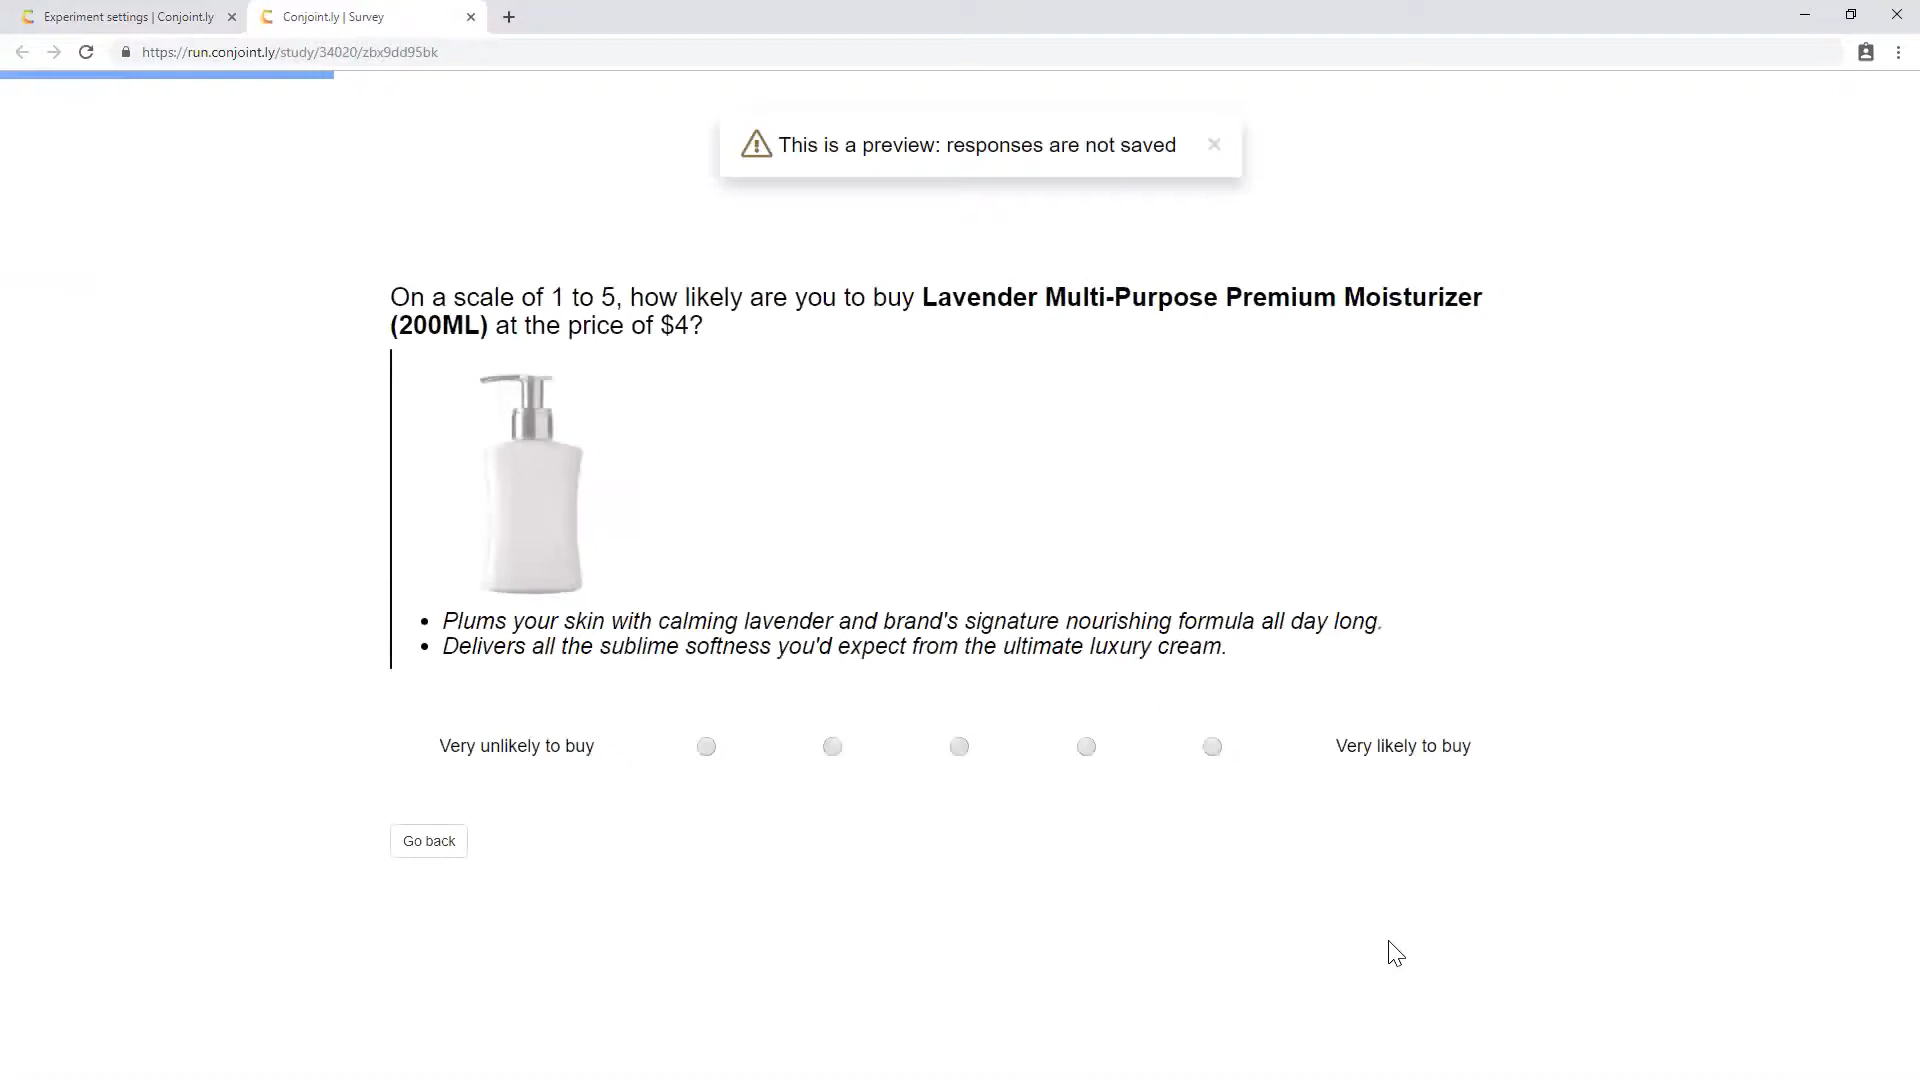 Experiment settings | Conjoint.ly
Conjoint.ly | Survey
https://run.conjoint.ly/study/34020/zbx9dd95bk
This is a preview: responses are not saved
On a scale of 1 to 5, how likely are you to buy Lavender Multi-Purpose Premium Moisturizer
(200ML) at the price of $4?
Plums your skin with calming lavender and brand's signature nourishing formula all day long.
Delivers all the sublime softness you'd expect from the ultimate luxury cream.
Very unlikely to buy
Very likely to buy
Go back